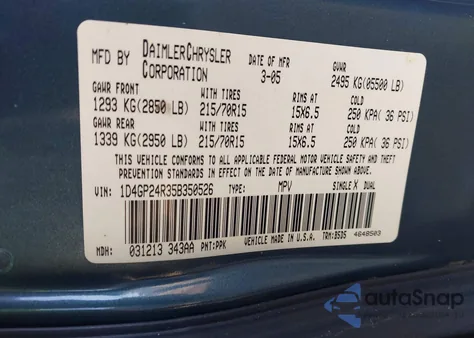 MFD BY DAIMLERCHRYSLER CORPORATION DATE OF MFR 3-05 GVWR 2495 KG(05500 LB)
GAWR FRONT WITH TIRES RIMS AT COLD
1293 KG(2850 LB) 215/70R15 15X6.5 250 KPA( 36 PSI)
GAWR REAR WITH TIRES RIMS AT COLD
1339 KG(2950 LB) 215/70R15 15X6.5 250 KPA( 36 PSI)
THIS VEHICLE CONFORMS TO ALL APPLICABLE FEDERAL MOTOR VEHICLE SAFETY AND
THEFT PREVENTION STANDARDS IN EFFECT ON THE DATE OF MANUFACTURE SHOWN ABOVE.
VIN: 1D4GP24R35B350526 TYPE: MPV SINGLE X DUAL
MDH: 031213 343AA PNT:PPK VEHICLE MADE IN U.S.A. TRM:DSD5 4648503
autoSnap